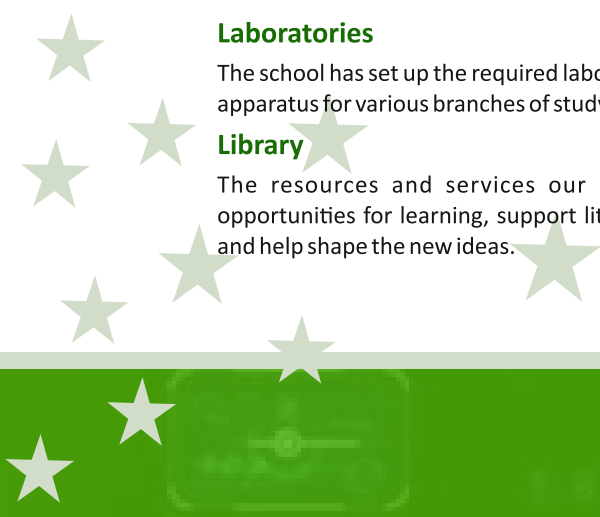 Laboratories
The school has set up the required labo
apparatus for various branches of study
Library
The resources and services our
opportunities for learning, support lit
and help shape the new ideas.